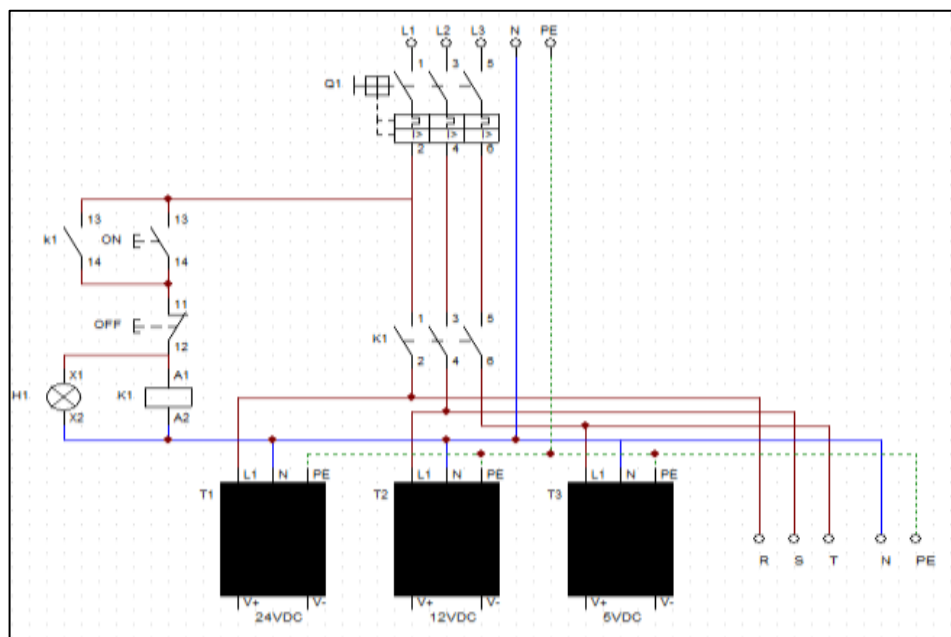 L1 L2 L3 N PE
1 3 5
Q1
I> I> I>
2 4 6
13 13
k1 ON
14 14
11
OFF
12
1 3 5
K1
2 4 6
X1 A1
H1 K1
X2 A2
L1 N PE L1 N PE L1 N PE
T1 T2 T3
R S T N PE
V+ V- V+ V- V+ V-
24VDC 12VDC 5VDC